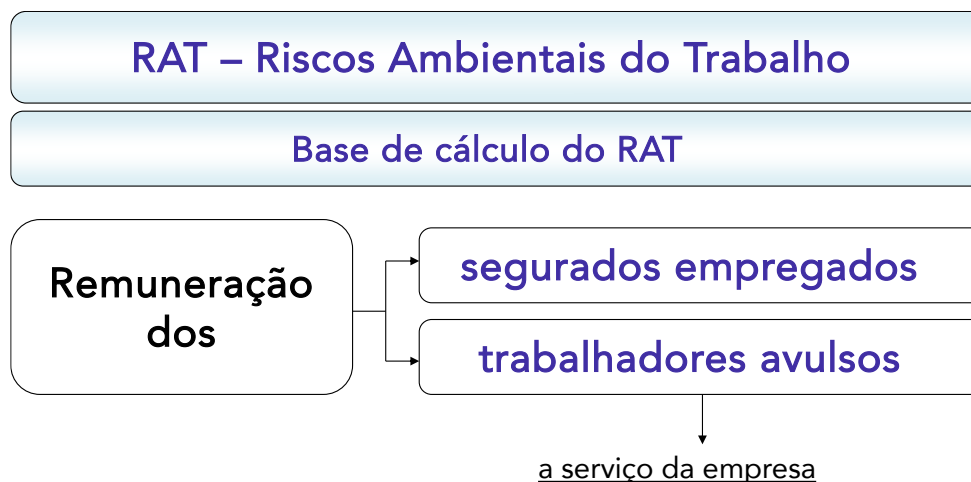 RAT – Riscos Ambientais do Trabalho
Base de cálculo do RAT
Remuneração
dos
segurados empregados
trabalhadores avulsos
a serviço da empresa